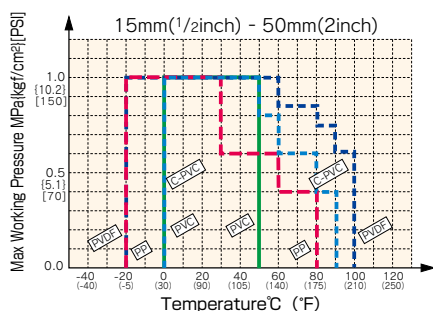 15mm(1/2inch) - 50mm(2inch)
Max Working Pressure MPa{kgf/cm²}[PSI]
1.0
{10.2}
[150]
0.5
{5.1}
[70]
0.0
C-PVC
C-PVC
PVDF
PP
PVC
PVC
PP
PVDF
-40 -20 0 20 40 60 80 100 120
(-40) (-5) (30) (90) (105) (140) (175) (210) (250)
Temperature℃ (°F)